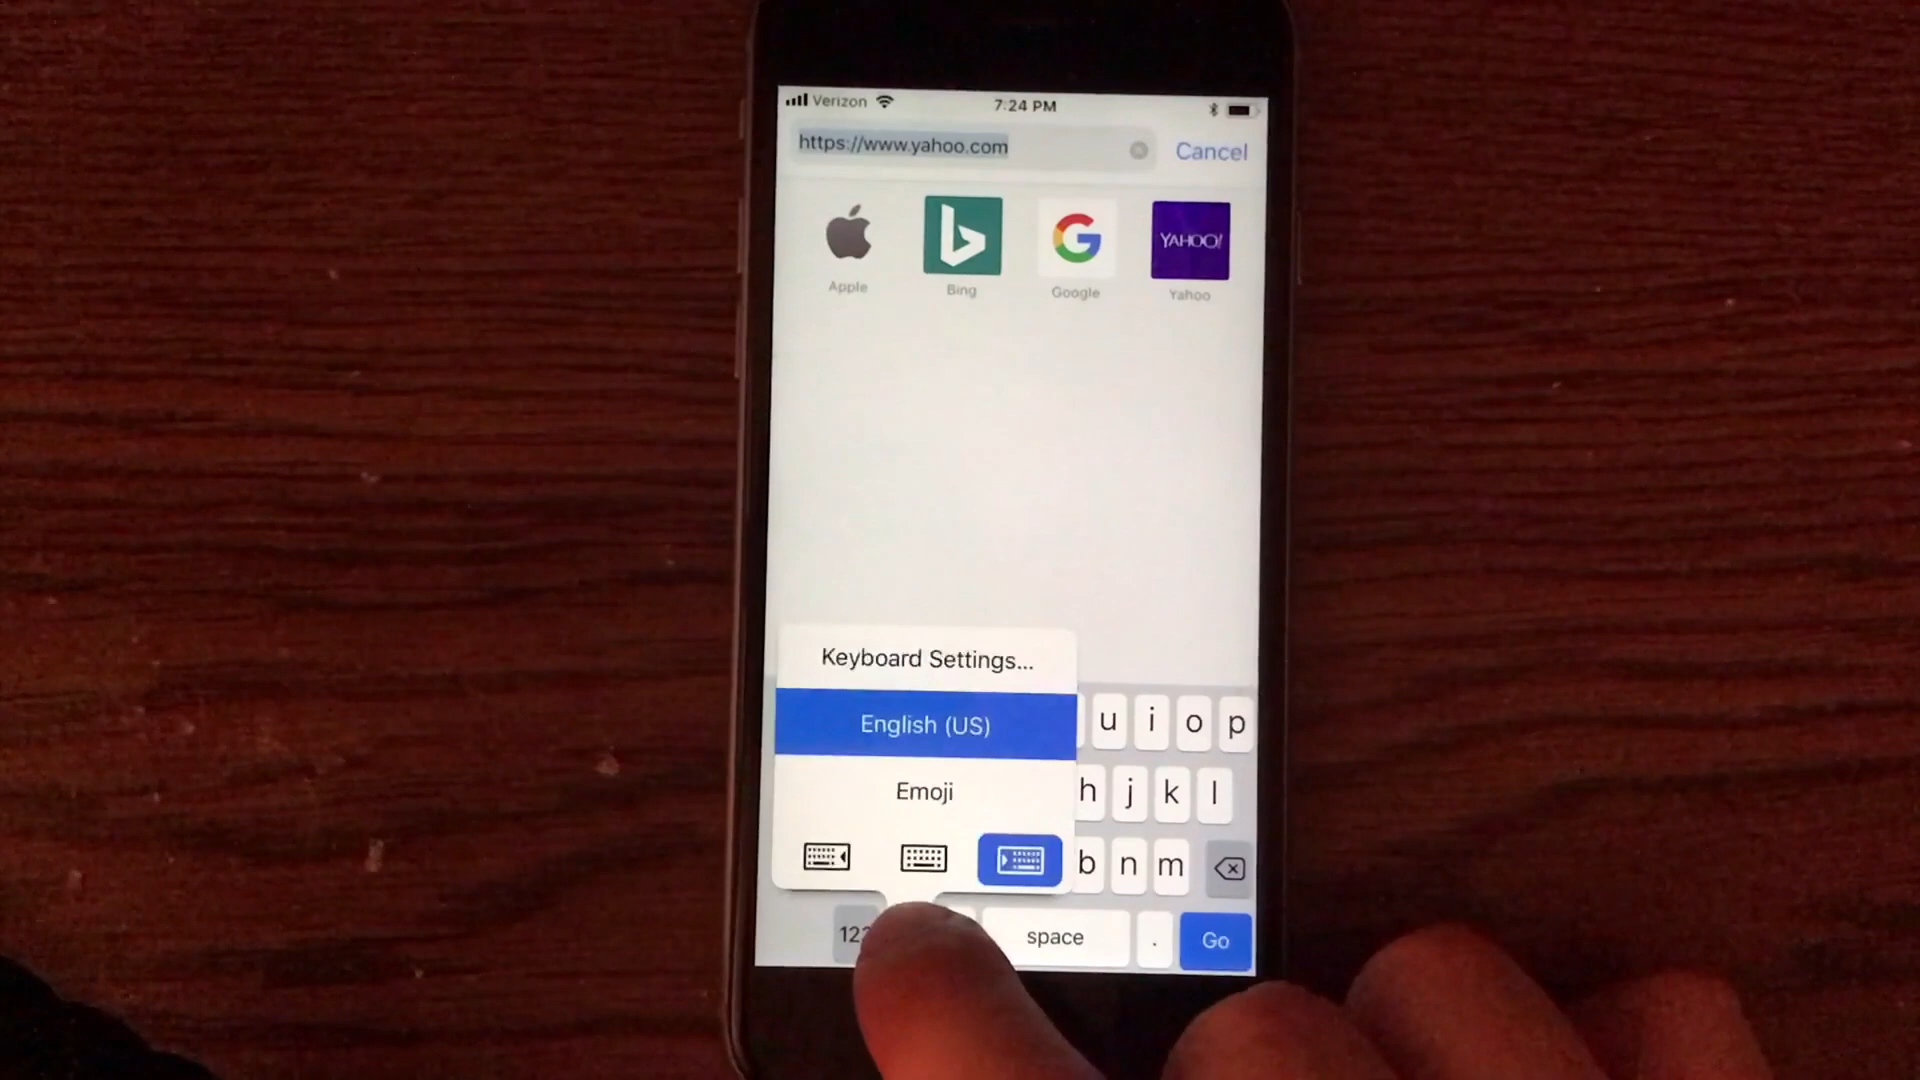 Verizon 7:24 PM
https://www.yahoo.com Cancel
YAHOO!
Apple Bing Google Yahoo
Keyboard Settings...
English (US) u i o p
Emoji h j k l
b n m
space . Go